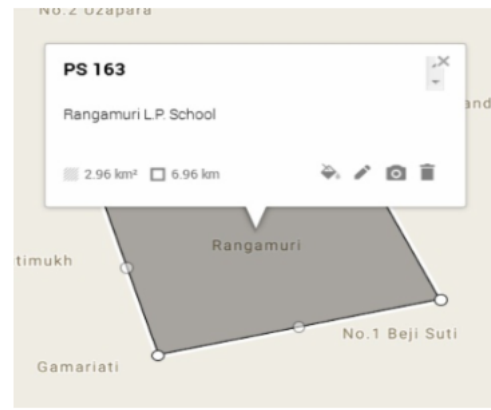 No.2 Uzapara
PS 163
Rangamuri L.P. School
and
2.96 km² 6.96 km
Rangamuri
timukh
No.1 Beji Suti
Gamariati